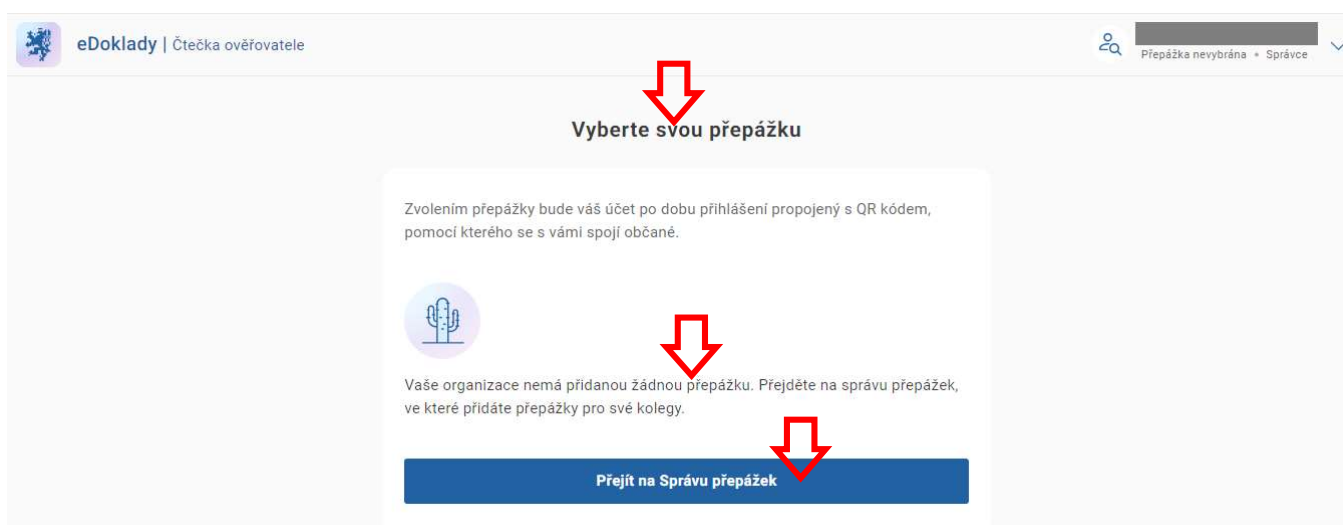 eDoklady | Čtečka ověřovatele
Přepážka nevybrána • Správce
Vyberte svou přepážku
Zvolením přepážky bude váš účet po dobu přihlášení propojený s QR kódem,
pomocí kterého se s vámi spojí občané.
Vaše organizace nemá přidanou žádnou přepážku. Přejděte na správu přepážek,
ve které přidáte přepážky pro své kolegy.
Přejít na Správu přepážek